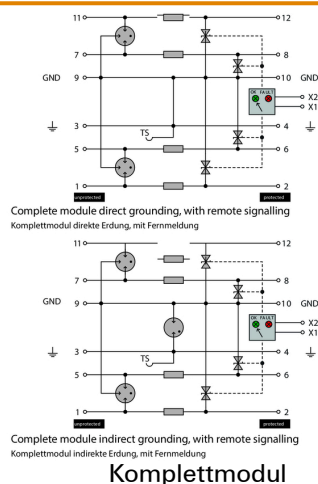 11 12
7 8
GND 9 10 GND
OK FAULT
X2
X1
3 4
TS
5 6
1 2
unprotected protected
Complete module direct grounding, with remote signalling
Komplettmodul direkte Erdung, mit Fernmeldung
11 12
7 8
GND 9 10 GND
OK FAULT
X2
X1
3 4
TS
5 6
1 2
unprotected protected
Complete module indirect grounding, with remote signalling
Komplettmodul indirekte Erdung, mit Fernmeldung
Komplettmodul